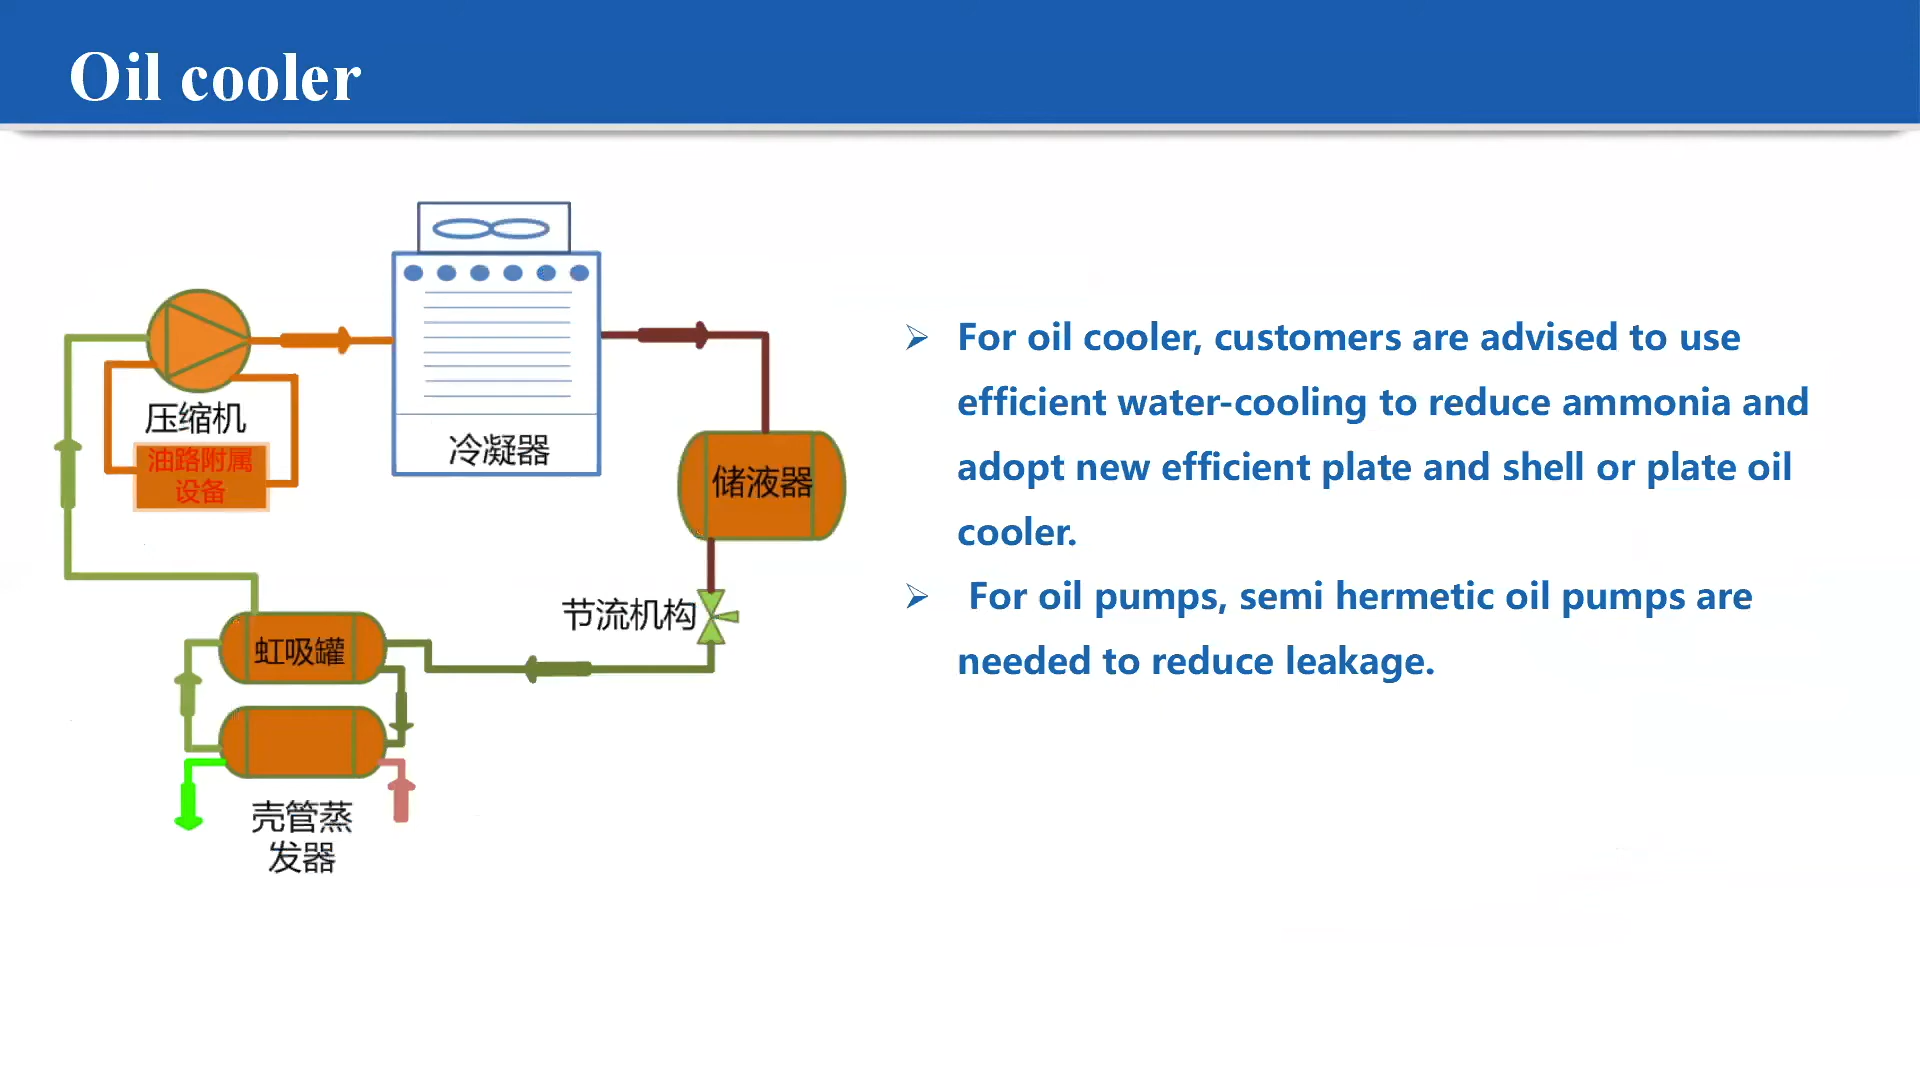 Oil cooler
压缩机
油路附属
设备
冷凝器
储液器
节流机构
虹吸罐
壳管蒸
发器
➢ For oil cooler, customers are advised to use
efficient water-cooling to reduce ammonia and
adopt new efficient plate and shell or plate oil
cooler.
➢ For oil pumps, semi hermetic oil pumps are
needed to reduce leakage.